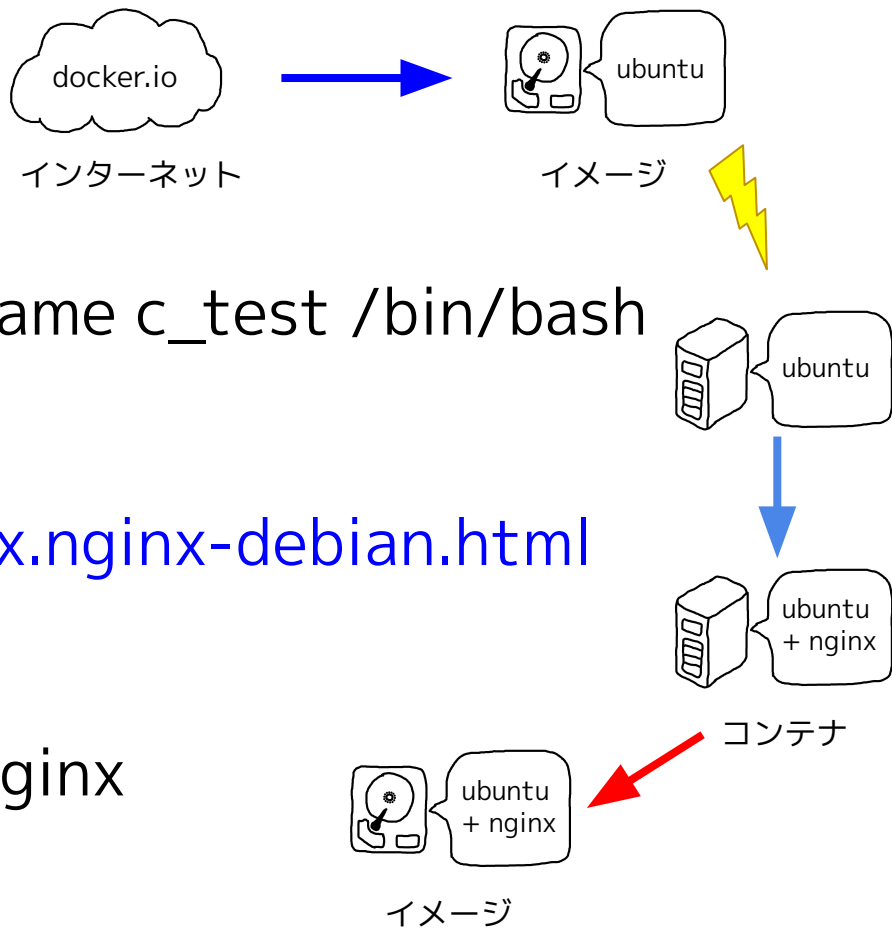 docker.io
ubuntu
インターネット
イメージ
ame c_test /bin/bash
ubuntu
x.nginx-debian.html
ubuntu
+ nginx
コンテナ
ginx
ubuntu
+ nginx
イメージ